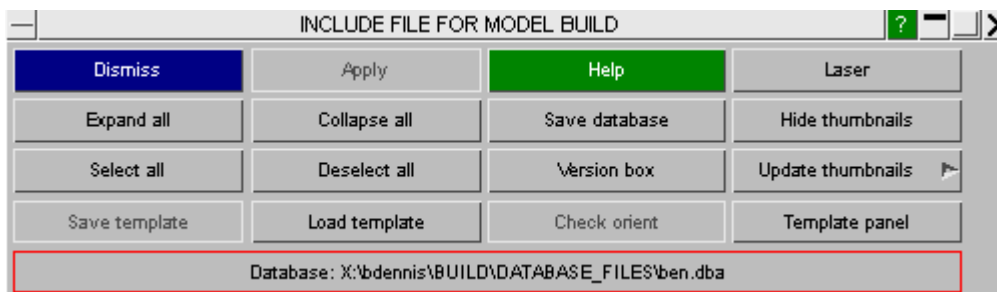 INCLUDE FILE FOR MODEL BUILD ?
Dismiss Apply Help Laser
Expand all Collapse all Save database Hide thumbnails
Select all Deselect all Version box Update thumbnails
Save template Load template Check orient Template panel
Database: X:\bdennis\BUILD\DATABASE_FILES\ben.dba